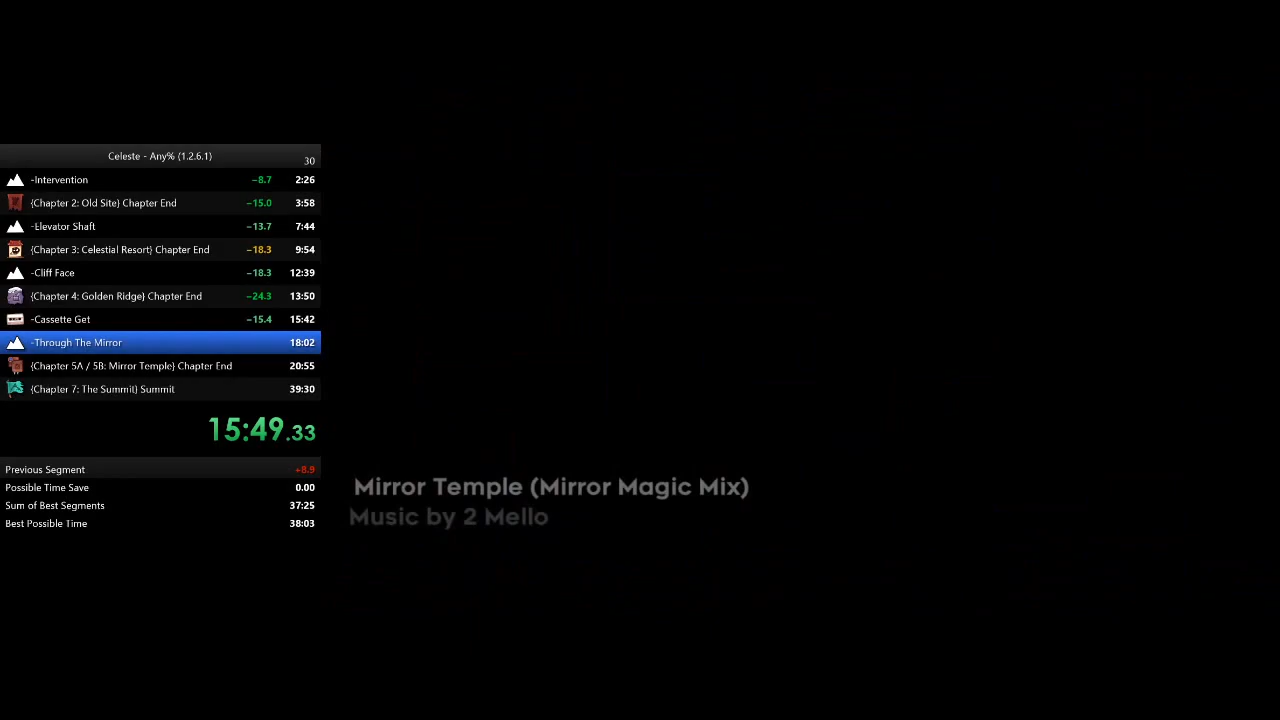 Celeste - Any% (1.2.6.1)
30
-Intervention −8.7 2:26
{Chapter 2: Old Site} Chapter End −15.0 3:58
-Elevator Shaft −13.7 7:44
{Chapter 3: Celestial Resort} Chapter End −18.3 9:54
-Cliff Face −18.3 12:39
{Chapter 4: Golden Ridge} Chapter End −24.3 13:50
-Cassette Get −15.4 15:42
-Through The Mirror 18:02
{Chapter 5A / 5B: Mirror Temple} Chapter End 20:55
{Chapter 7: The Summit} Summit 39:30
15:49.33
Previous Segment +8.9
Possible Time Save 0.00
Sum of Best Segments 37:25
Best Possible Time 38:03
Mirror Temple (Mirror Magic Mix)
Music by 2 Mello